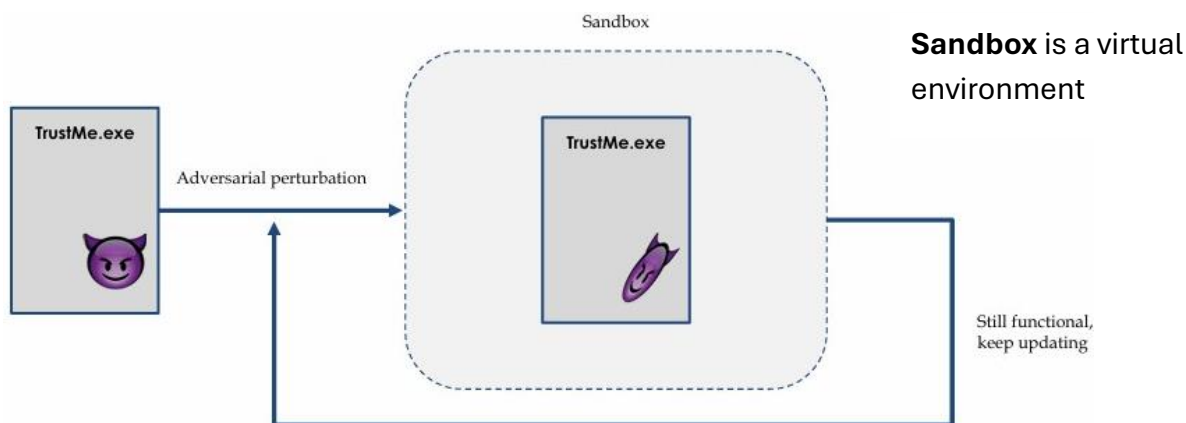 Sandbox
Sandbox is a virtual
environment
TrustMe.exe
Adversarial perturbation
TrustMe.exe
Still functional,
keep updating